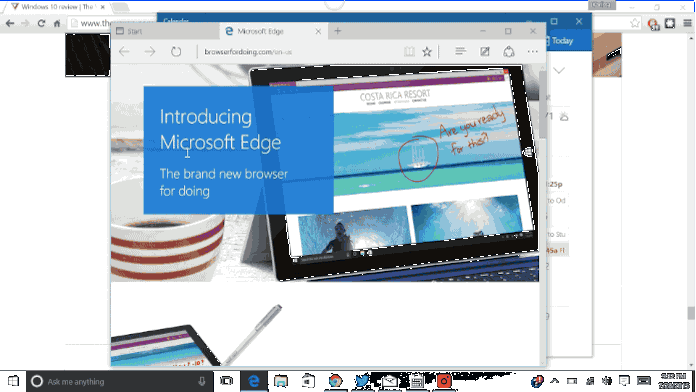 Windows 10 review | The
Calendar
Start
Microsoft Edge
www.the
browserfordoing.com/en-us
Today
Introducing
Microsoft Edge
The brand new browser
for doing
COSTA RICA RESORT
Are you ready
for this?
Ask me anything